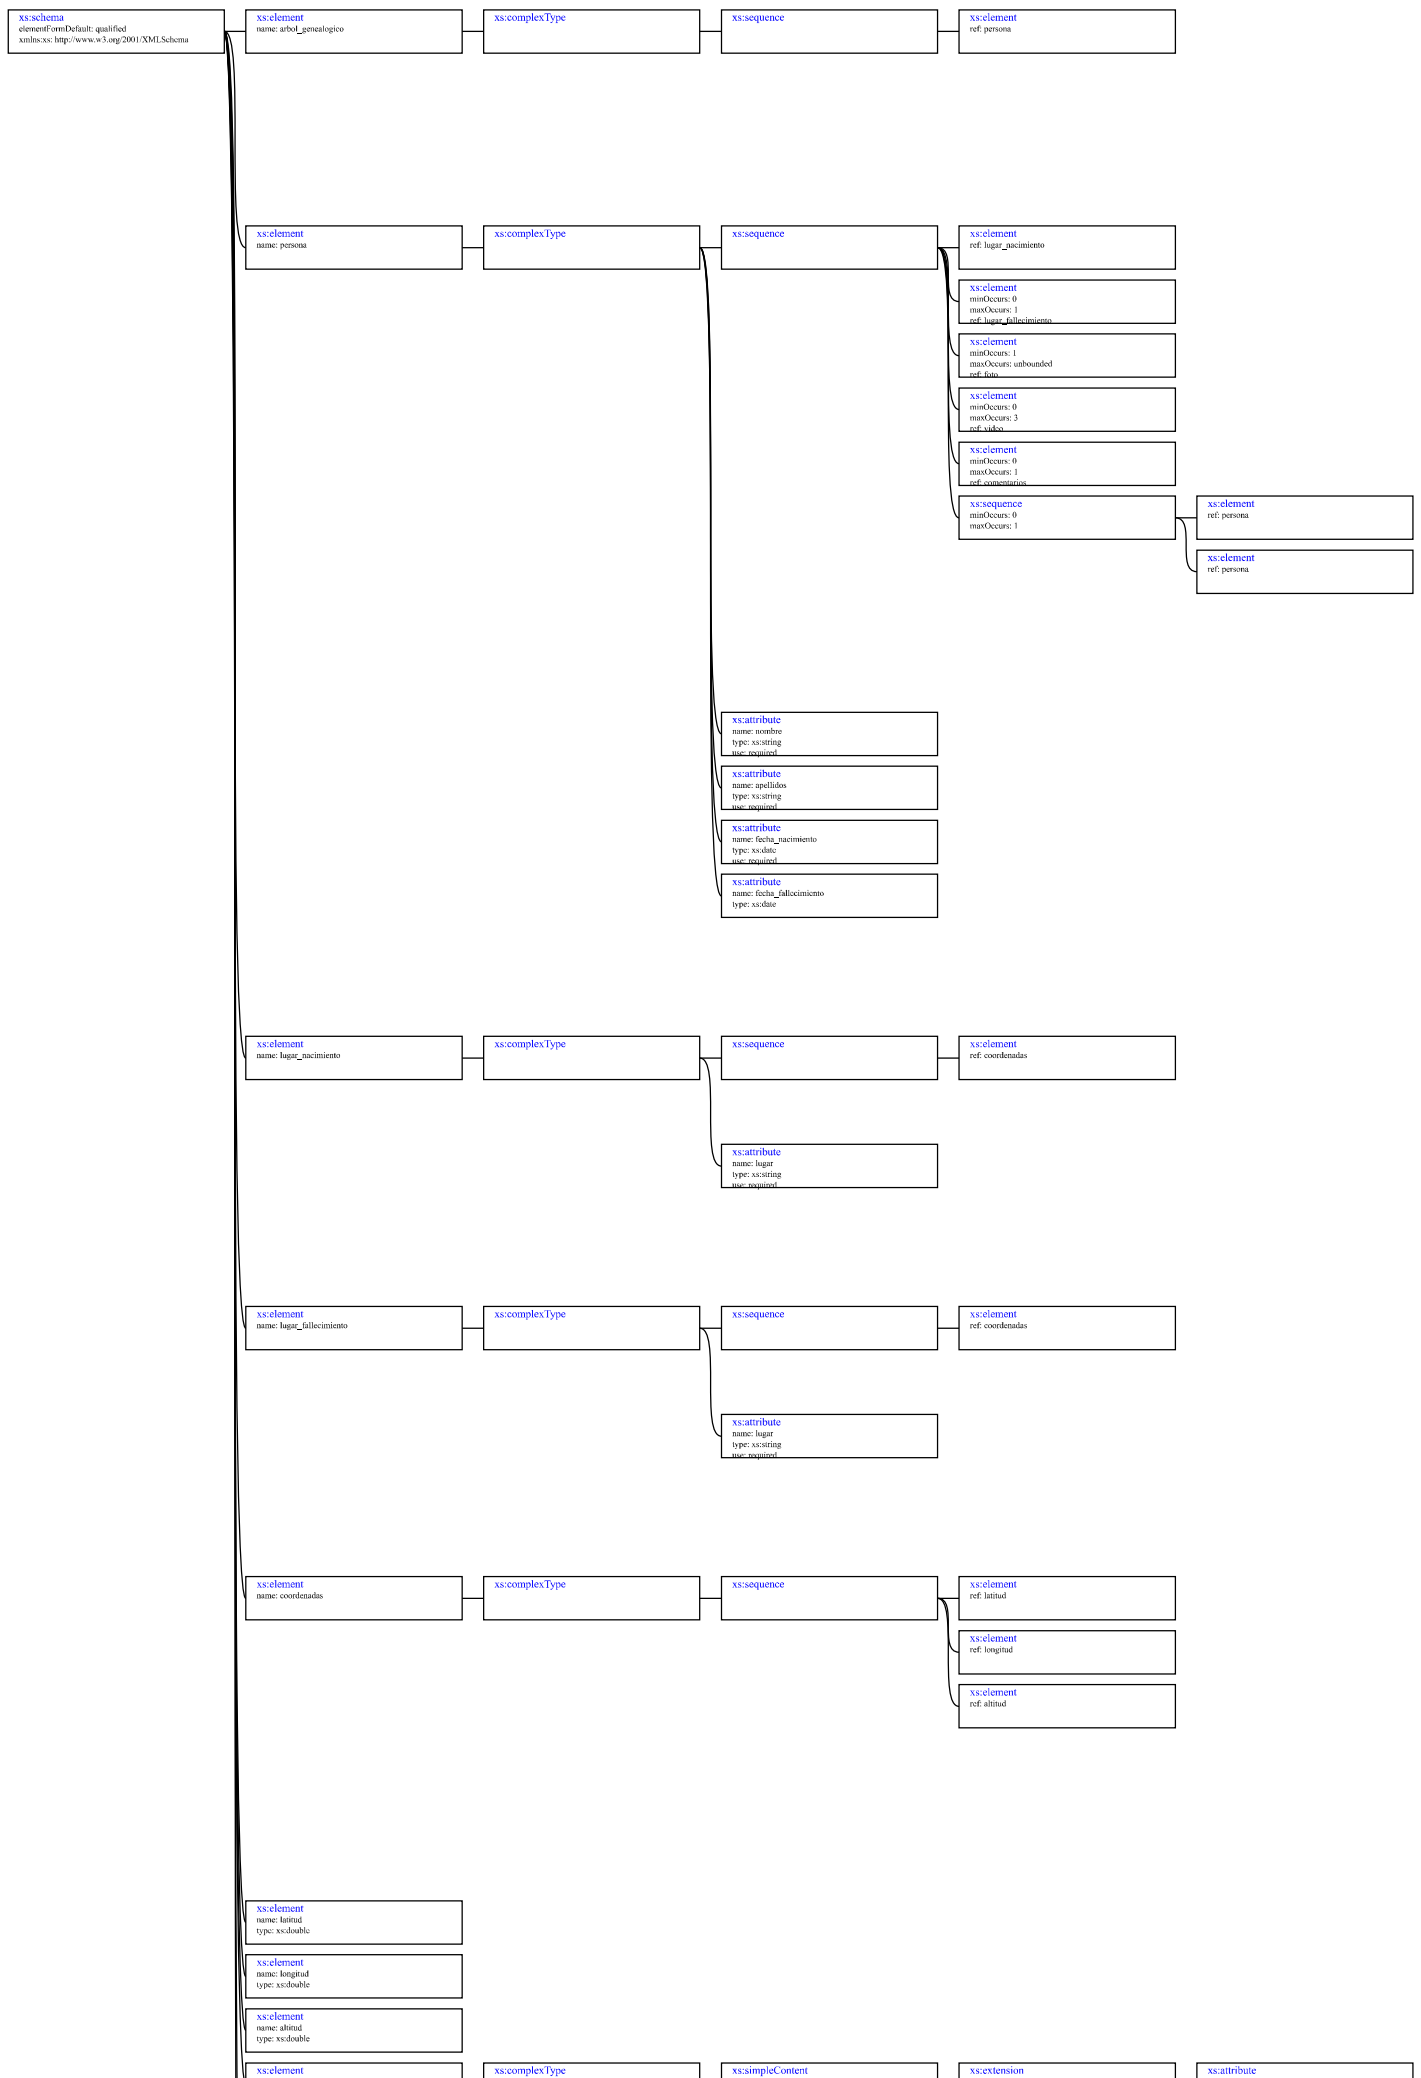 xs:schema
elementFormDefault: qualified
xmlns:xs: http://www.w3.org/2001/XMLSchema
xs:element
name: arbol_genealogico
xs:complexType
xs:sequence
xs:element
ref: persona
xs:element
name: persona
xs:complexType
xs:sequence
xs:element
ref: lugar_nacimiento
xs:element
minOccurs: 0
maxOccurs: 1
ref: lugar_fallecimiento
xs:element
minOccurs: 1
maxOccurs: unbounded
ref: foto
xs:element
minOccurs: 0
maxOccurs: 3
ref: video
xs:element
minOccurs: 0
maxOccurs: 1
ref: comentarios
xs:sequence
minOccurs: 0
maxOccurs: 1
xs:element
ref: persona
xs:element
ref: persona
xs:attribute
name: nombre
type: xs:string
use: required
xs:attribute
name: apellidos
type: xs:string
use: required
xs:attribute
name: fecha_nacimiento
type: xs:date
use: required
xs:attribute
name: fecha_fallecimiento
type: xs:date
xs:element
name: lugar_nacimiento
xs:complexType
xs:sequence
xs:element
ref: coordenadas
xs:attribute
name: lugar
type: xs:string
use: required
xs:element
name: lugar_fallecimiento
xs:complexType
xs:sequence
xs:element
ref: coordenadas
xs:attribute
name: lugar
type: xs:string
use: required
xs:element
name: coordenadas
xs:complexType
xs:sequence
xs:element
ref: latitud
xs:element
ref: longitud
xs:element
ref: altitud
xs:element
name: latitud
type: xs:double
xs:element
name: longitud
type: xs:double
xs:element
name: altitud
type: xs:double
xs:element
xs:complexType
xs:simpleContent
xs:extension
xs:attribute